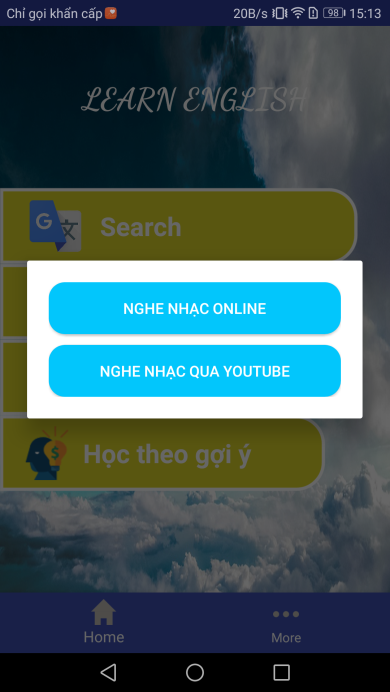 Chỉ gọi khẩn cấp 20B/s 98 15:13
LEARN ENGLISH
G 文 Search
NGHE NHẠC ONLINE
NGHE NHẠC QUA YOUTUBE
Học theo gợi ý
Home More